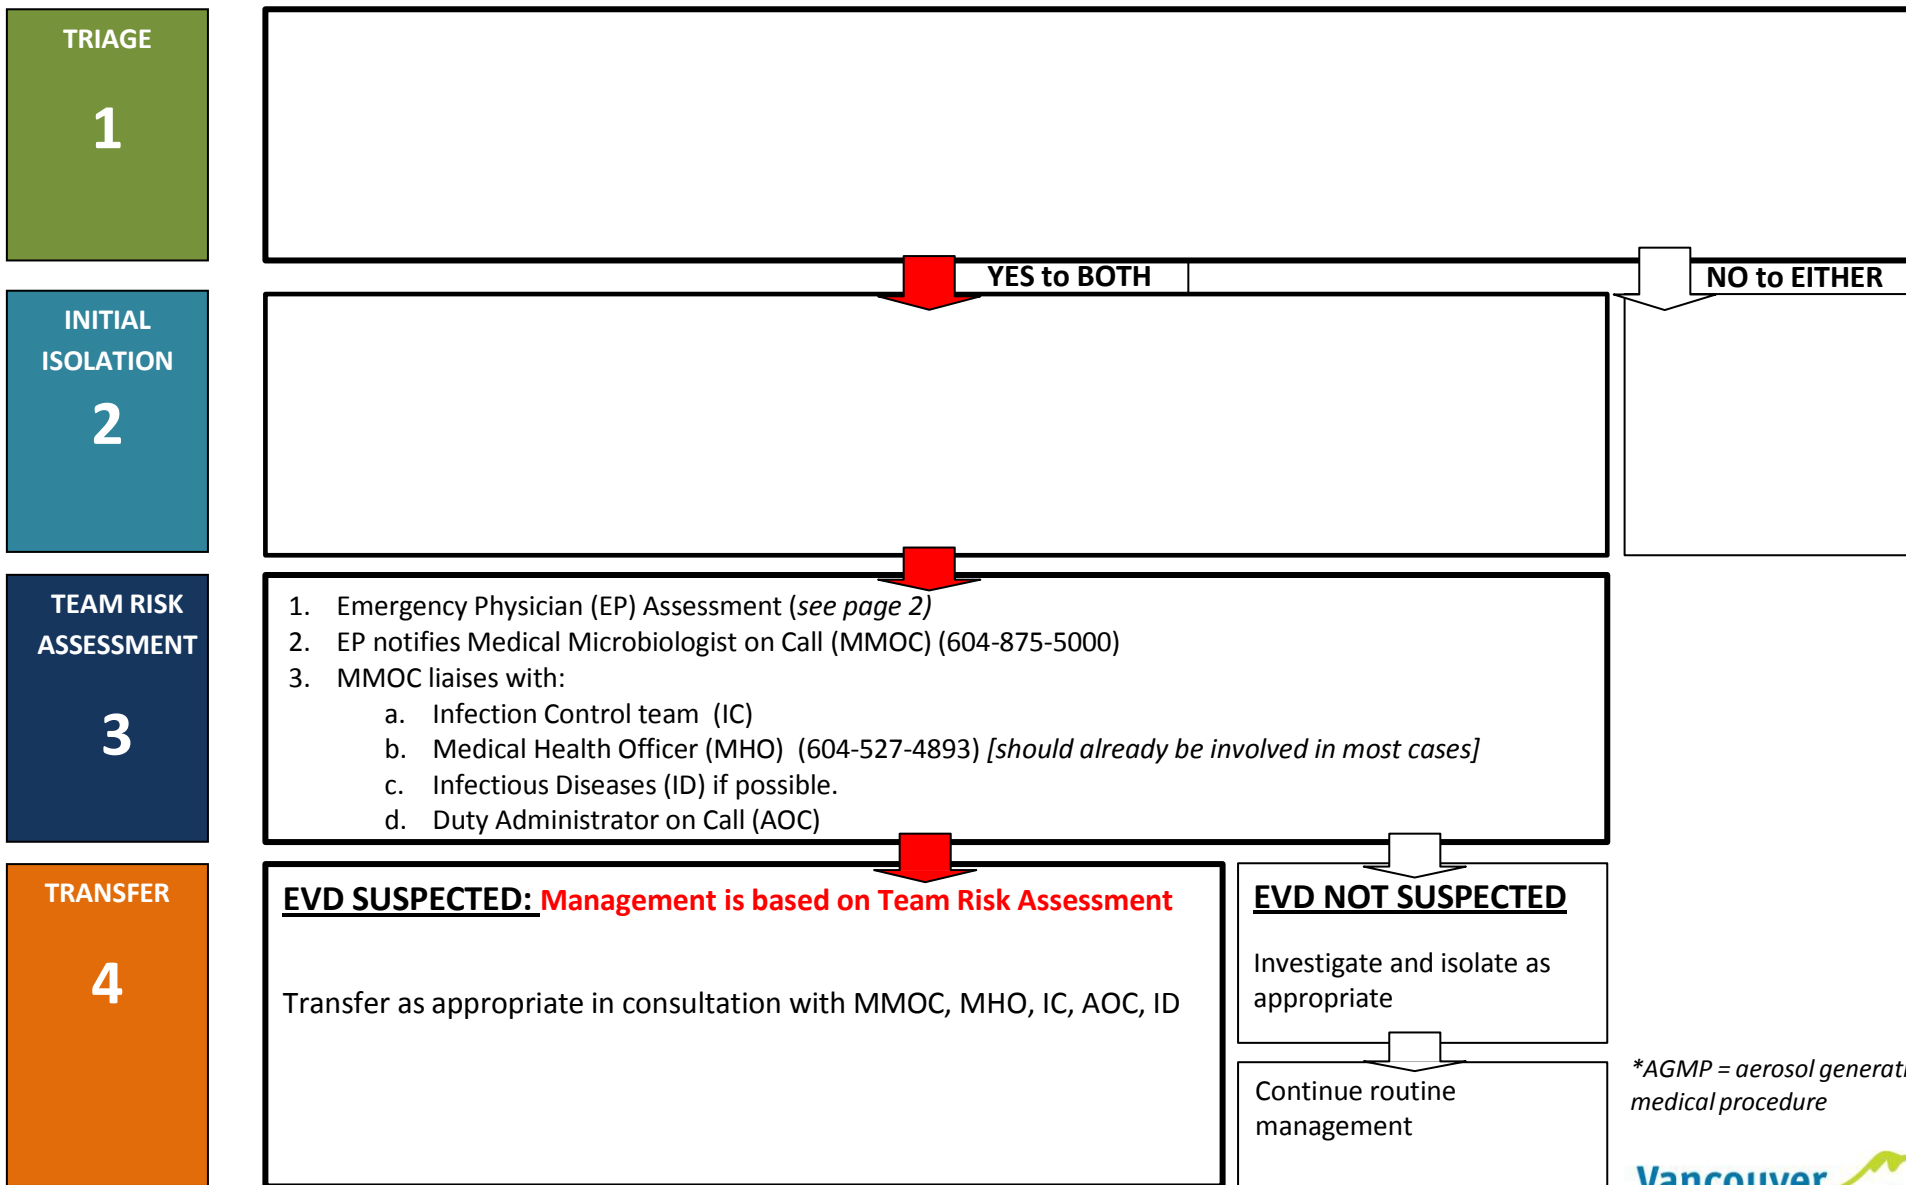 TRIAGE
1
YES to BOTH
NO to EITHER
INITIAL
ISOLATION
2
TEAM RISK
ASSESSMENT
3
1. Emergency Physician (EP) Assessment (see page 2)
2. EP notifies Medical Microbiologist on Call (MMOC) (604-875-5000)
3. MMOC liaises with:
a. Infection Control team (IC)
b. Medical Health Officer (MHO) (604-527-4893) [should already be involved in most cases]
c. Infectious Diseases (ID) if possible.
d. Duty Administrator on Call (AOC)
TRANSFER
4
EVD SUSPECTED: Management is based on Team Risk Assessment
Transfer as appropriate in consultation with MMOC, MHO, IC, AOC, ID
EVD NOT SUSPECTED
Investigate and isolate as
appropriate
Continue routine
management
*AGMP = aerosol generati
medical procedure
Vancouver